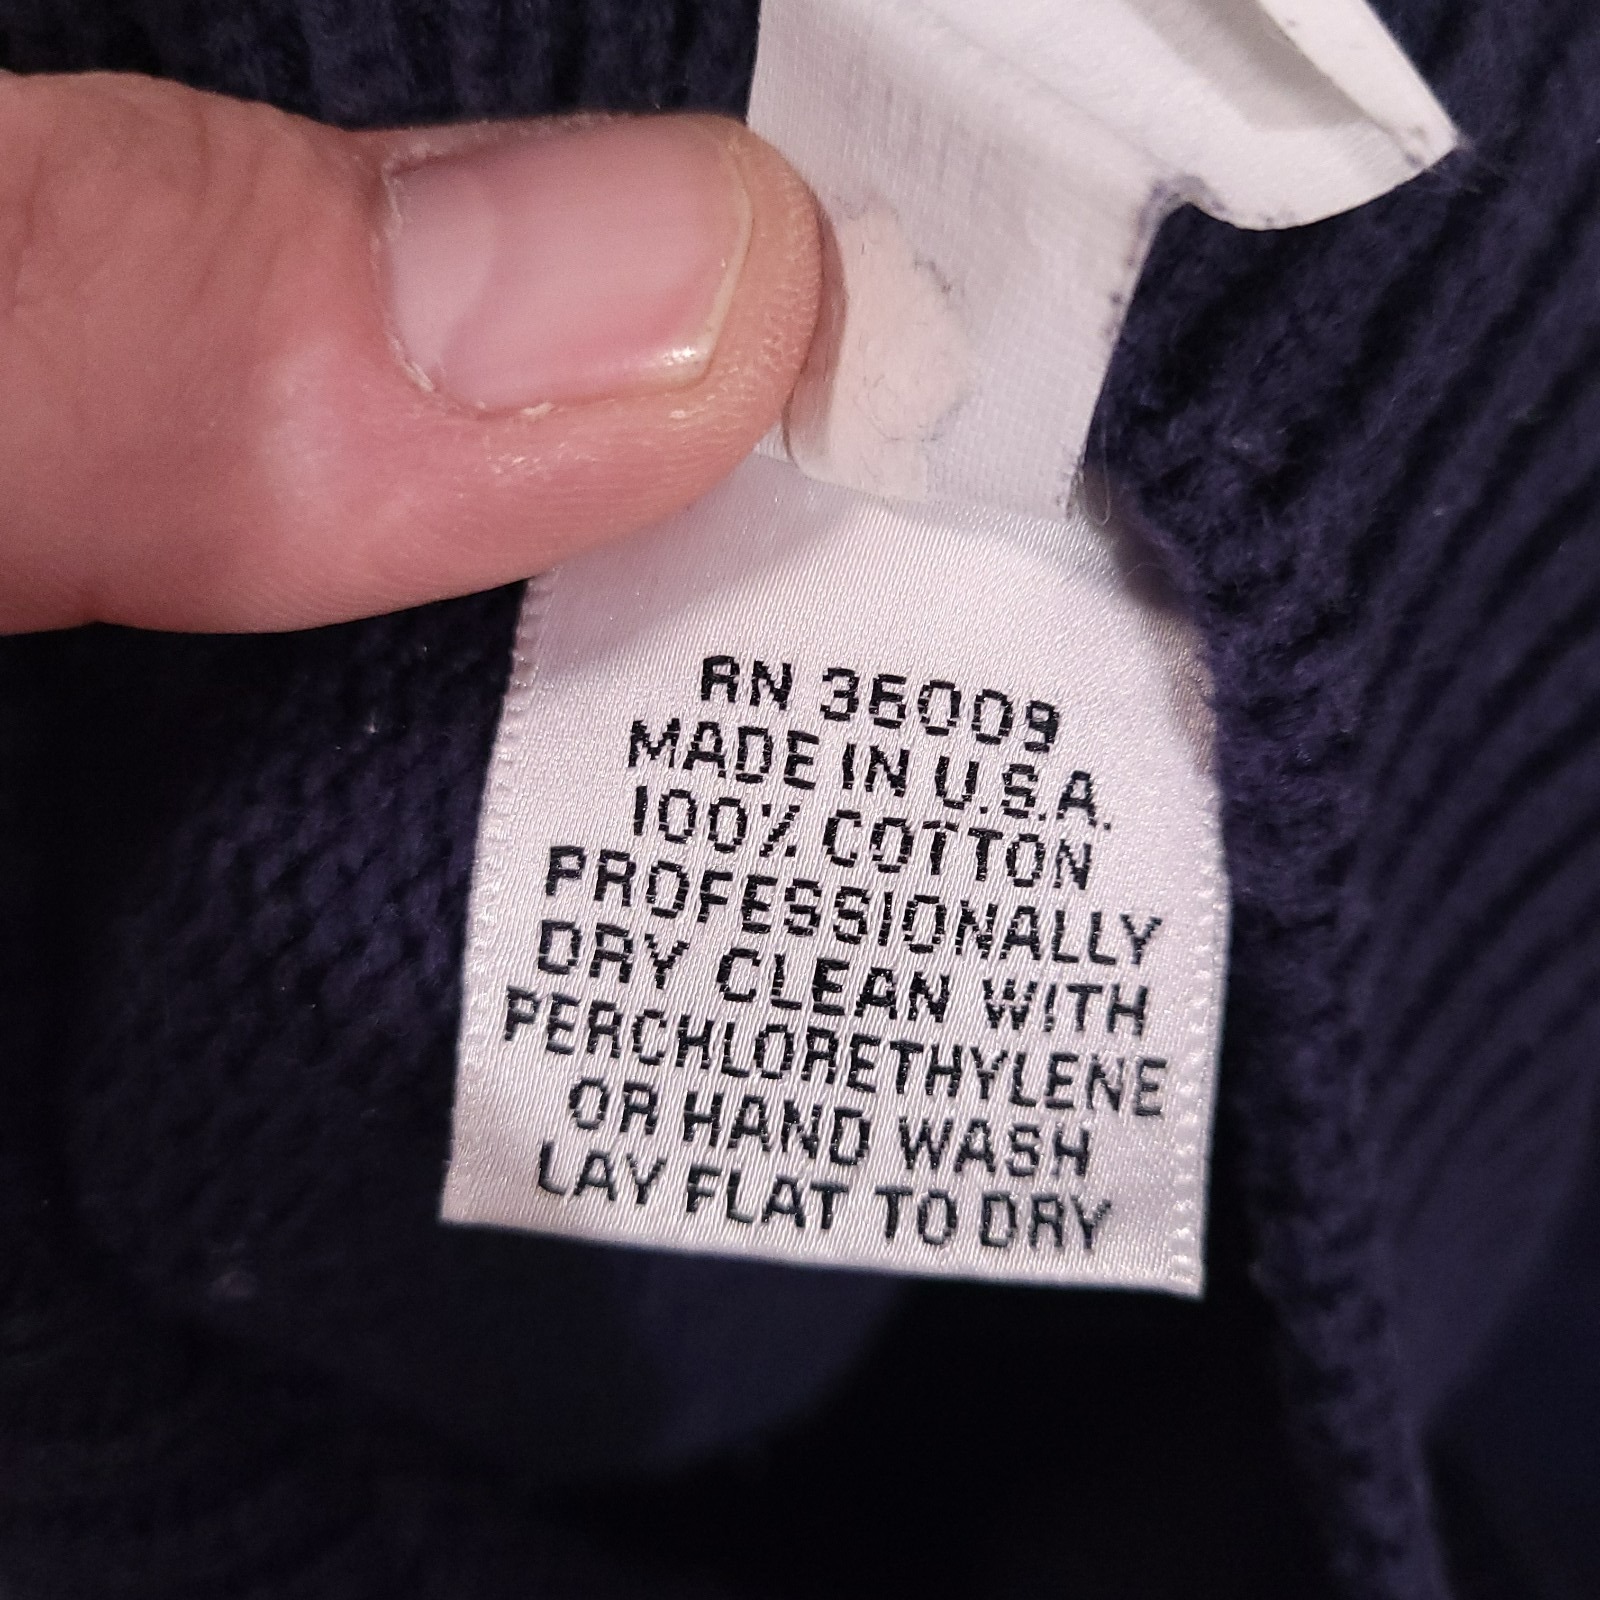 RN 36009
MADE IN U.S.A.
100% COTTON
PROFESSIONALLY
DRY CLEAN WITH
PERCHLORETHYLENE
OR HAND WASH
LAY FLAT TO DRY